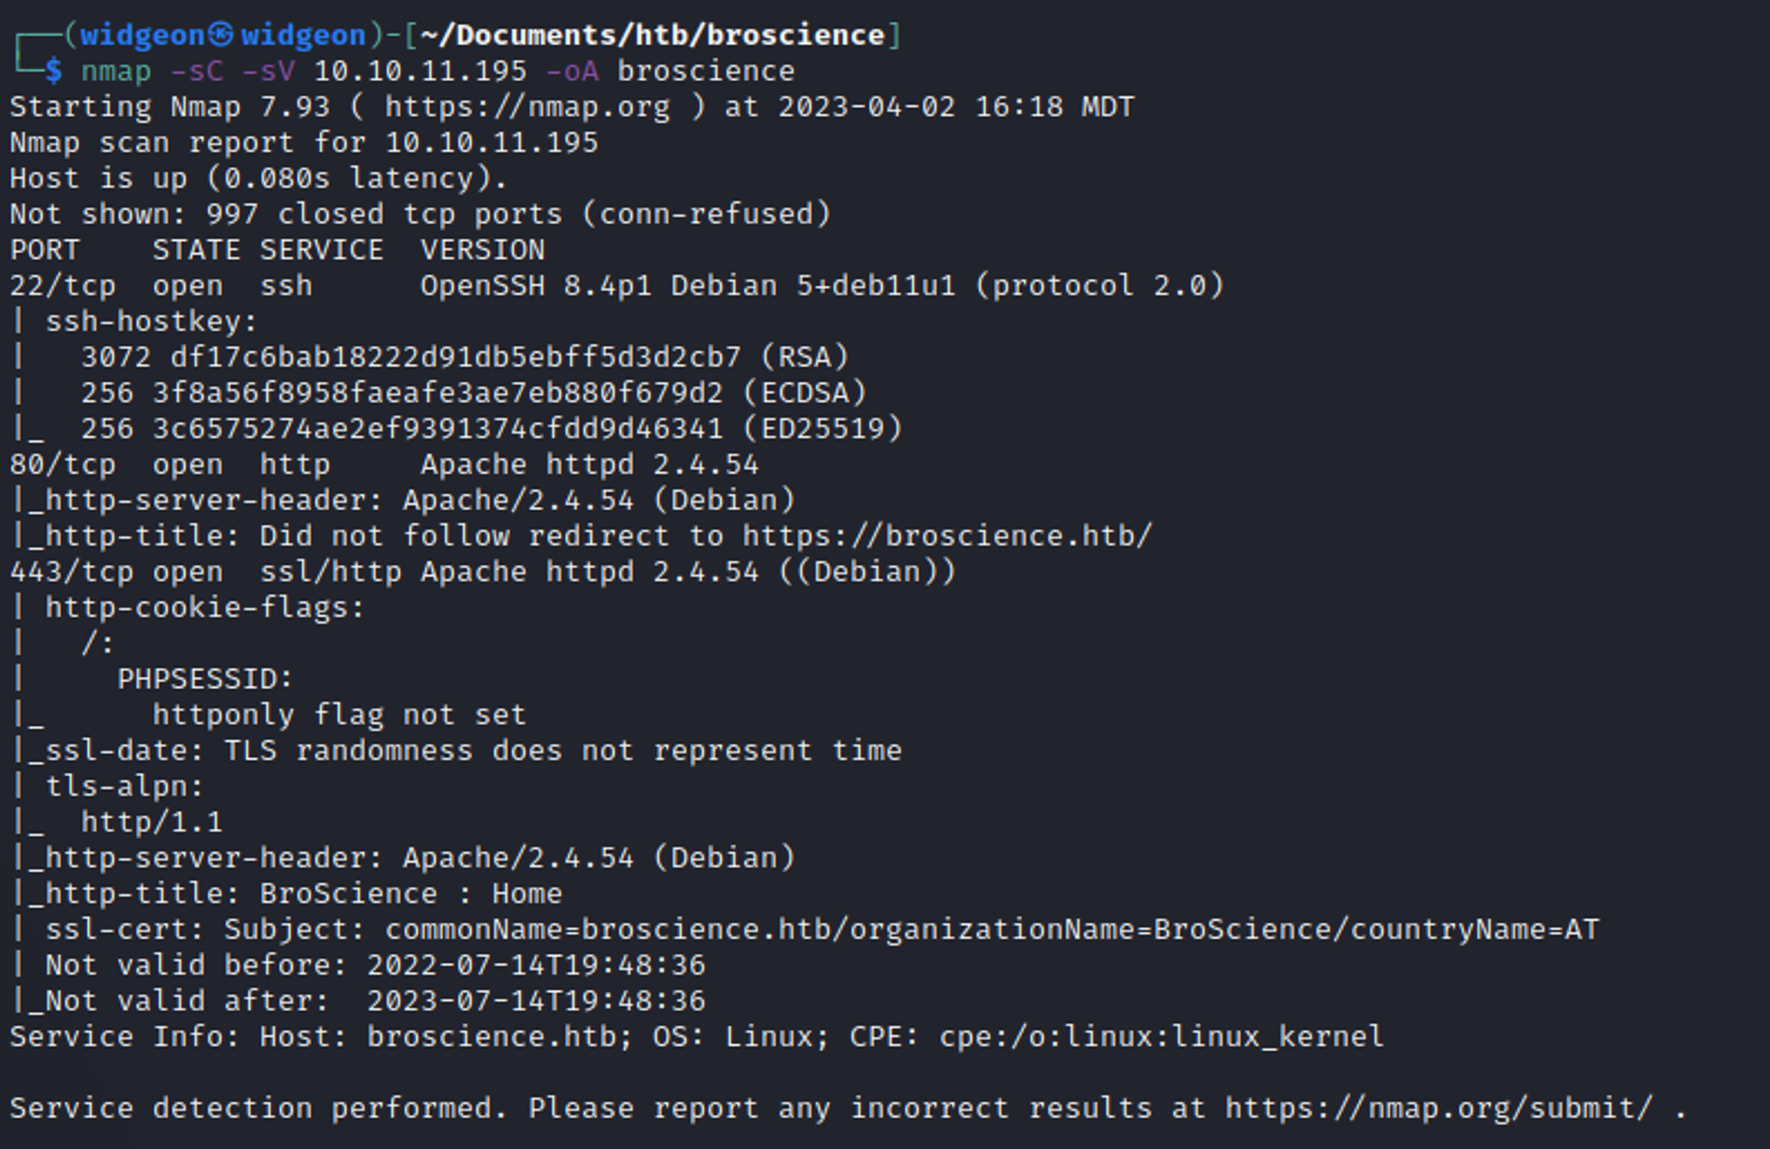 ┌──(widgeon㉿widgeon)-[~/Documents/htb/broscience]
└─$ nmap -sC -sV 10.10.11.195 -oA broscience
Starting Nmap 7.93 ( https://nmap.org ) at 2023-04-02 16:18 MDT
Nmap scan report for 10.10.11.195
Host is up (0.080s latency).
Not shown: 997 closed tcp ports (conn-refused)
PORT    STATE SERVICE  VERSION
22/tcp  open  ssh      OpenSSH 8.4p1 Debian 5+deb11u1 (protocol 2.0)
| ssh-hostkey:
|   3072 df17c6bab18222d91db5ebff5d3d2cb7 (RSA)
|   256 3f8a56f8958faeafe3ae7eb880f679d2 (ECDSA)
|_  256 3c6575274ae2ef9391374cfdd9d46341 (ED25519)
80/tcp  open  http     Apache httpd 2.4.54
|_http-server-header: Apache/2.4.54 (Debian)
|_http-title: Did not follow redirect to https://broscience.htb/
443/tcp open  ssl/http Apache httpd 2.4.54 ((Debian))
| http-cookie-flags:
|   /:
|     PHPSESSID:
|_      httponly flag not set
|_ssl-date: TLS randomness does not represent time
| tls-alpn:
|_  http/1.1
|_http-server-header: Apache/2.4.54 (Debian)
|_http-title: BroScience : Home
| ssl-cert: Subject: commonName=broscience.htb/organizationName=BroScience/countryName=AT
| Not valid before: 2022-07-14T19:48:36
|_Not valid after:  2023-07-14T19:48:36
Service Info: Host: broscience.htb; OS: Linux; CPE: cpe:/o:linux:linux_kernel
Service detection performed. Please report any incorrect results at https://nmap.org/submit/ .